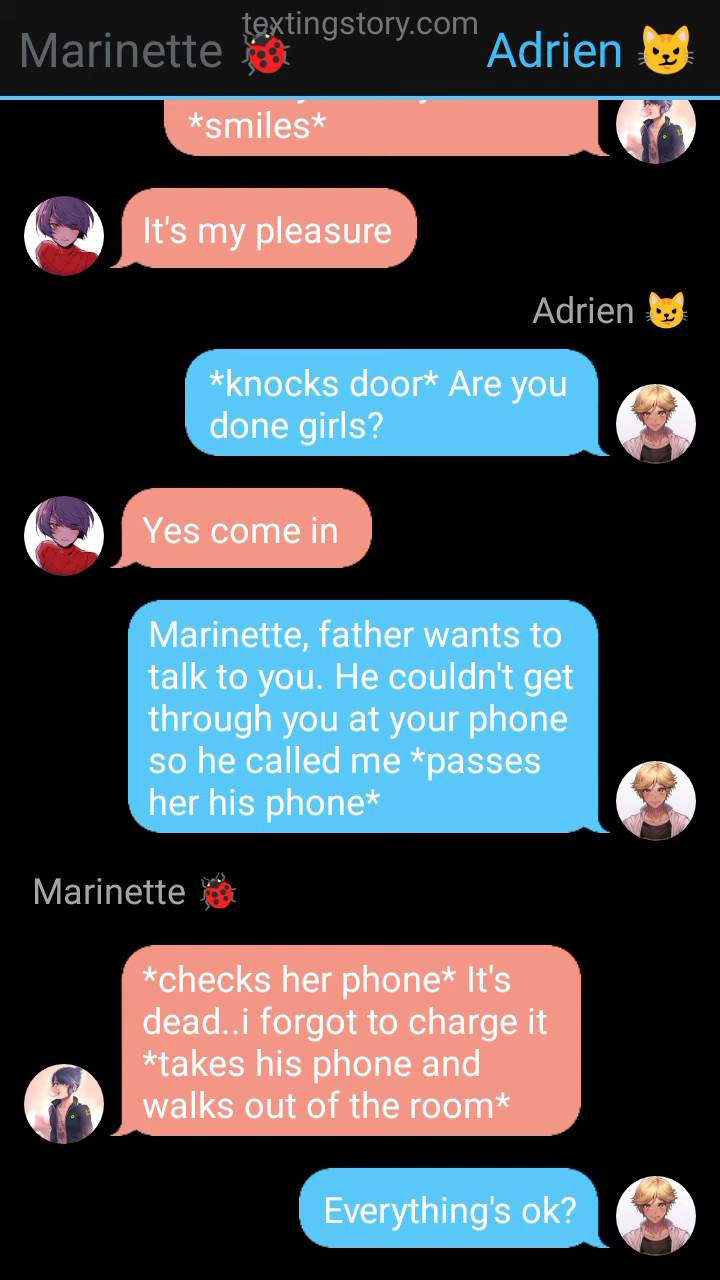 textingstory.com
Marinette 🐞
Adrien 😼
*smiles*
It's my pleasure
Adrien 😼
*knocks door* Are you
done girls?
Yes come in
Marinette, father wants to
talk to you. He couldn't get
through you at your phone
so he called me *passes
her his phone*
Marinette 🐞
*checks her phone* It's
dead..i forgot to charge it
*takes his phone and
walks out of the room*
Everything's ok?